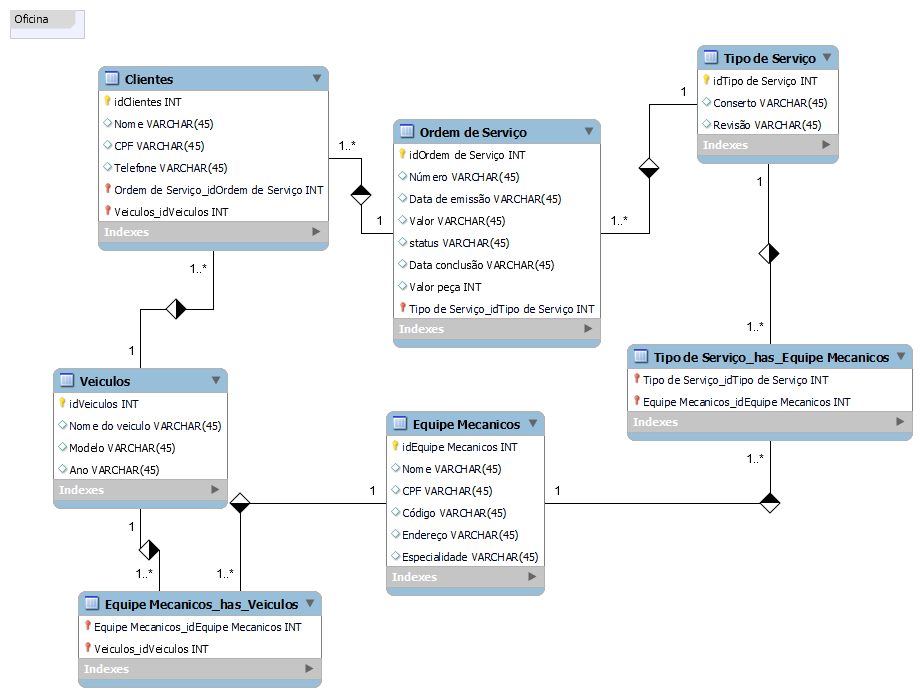 Oficina
Clientes
idClientes INT
Nome VARCHAR(45)
CPF VARCHAR(45)
Telefone VARCHAR(45)
Ordem de Serviço_idOrdem de Serviço INT
Veiculos_idVeiculos INT
Indexes
1..*
1
Ordem de Serviço
idOrdem de Serviço INT
Número VARCHAR(45)
Data de emissão VARCHAR(45)
Valor VARCHAR(45)
status VARCHAR(45)
Data conclusão VARCHAR(45)
Valor peça INT
Tipo de Serviço_idTipo de Serviço INT
Indexes
1
1..*
Tipo de Serviço
idTipo de Serviço INT
Conserto VARCHAR(45)
Revisão VARCHAR(45)
Indexes
1
1..*
Tipo de Serviço_has_Equipe Mecanicos
Tipo de Serviço_idTipo de Serviço INT
Equipe Mecanicos_idEquipe Mecanicos INT
Indexes
1..*
1
1..*
1
Veiculos
idVeiculos INT
Nome do veiculo VARCHAR(45)
Modelo VARCHAR(45)
Ano VARCHAR(45)
Indexes
Equipe Mecanicos
idEquipe Mecanicos INT
Nome VARCHAR(45)
CPF VARCHAR(45)
Código VARCHAR(45)
Endereço VARCHAR(45)
Especialidade VARCHAR(45)
Indexes
1
1
1..*
1..*
Equipe Mecanicos_has_Veiculos
Equipe Mecanicos_idEquipe Mecanicos INT
Veiculos_idVeiculos INT
Indexes